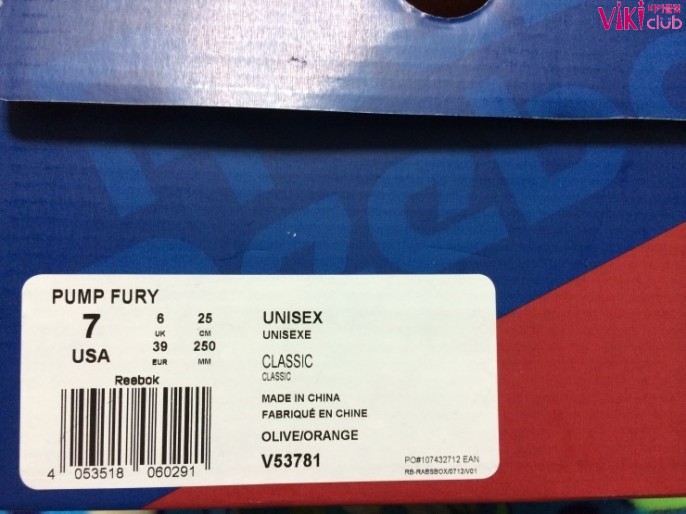 VIKI club
PUMP FURY
7 6 25
UK CM
USA 39 250
EUR MM
Reebok
4 053518 060291
UNISEX
UNISEXE
CLASSIC
CLASSIC
MADE IN CHINA
FABRIQUÉ EN CHINE
OLIVE/ORANGE
V53781
PO#107432712 EAN
RB-RABSBOX/0712/V01